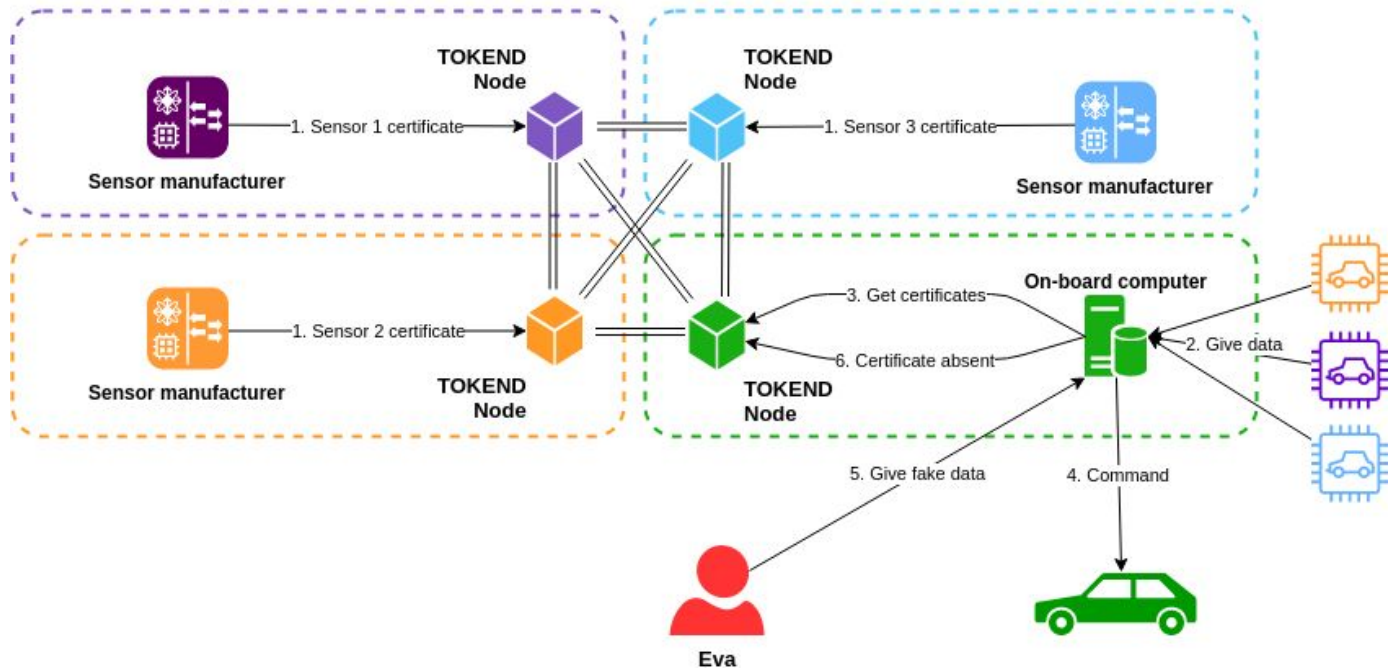 TOKEND
Node
TOKEND
Node
1. Sensor 1 certificate
1. Sensor 3 certificate
Sensor manufacturer
Sensor manufacturer
On-board computer
3. Get certificates
1. Sensor 2 certificate
2. Give data
6. Certificate absent
Sensor manufacturer
TOKEND
Node
TOKEND
Node
5. Give fake data
4. Command
Eva